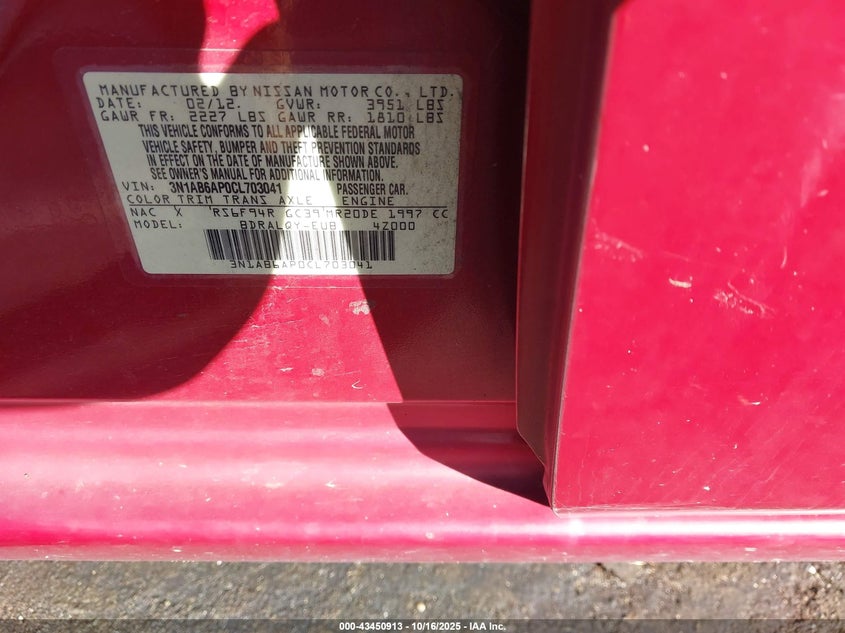 MANUFACTURED BY NISSAN MOTOR CO., LTD.
DATE: 02/12. GVWR: 3951 LBS
GAWR FR: 2227 LBS GAWR RR: 1810 LBS
THIS VEHICLE CONFORMS TO ALL APPLICABLE FEDERAL MOTOR
VEHICLE SAFETY, BUMPER AND THEFT PREVENTION STANDARDS
IN EFFECT ON THE DATE OF MANUFACTURE SHOWN ABOVE.
SEE OWNER'S MANUAL FOR ADDITIONAL INFORMATION.
VIN: 3N1AB6AP0CL703041 PASSENGER CAR.
COLOR TRIM TRANS AXLE ENGINE
NAC X RS6F94R GC39 MR20DE 1997 CC
MODEL: BDRALQY-EUB 4Z000
3N1AB6AP0CL703041
000-43450913 - 10/16/2025 - IAA Inc.